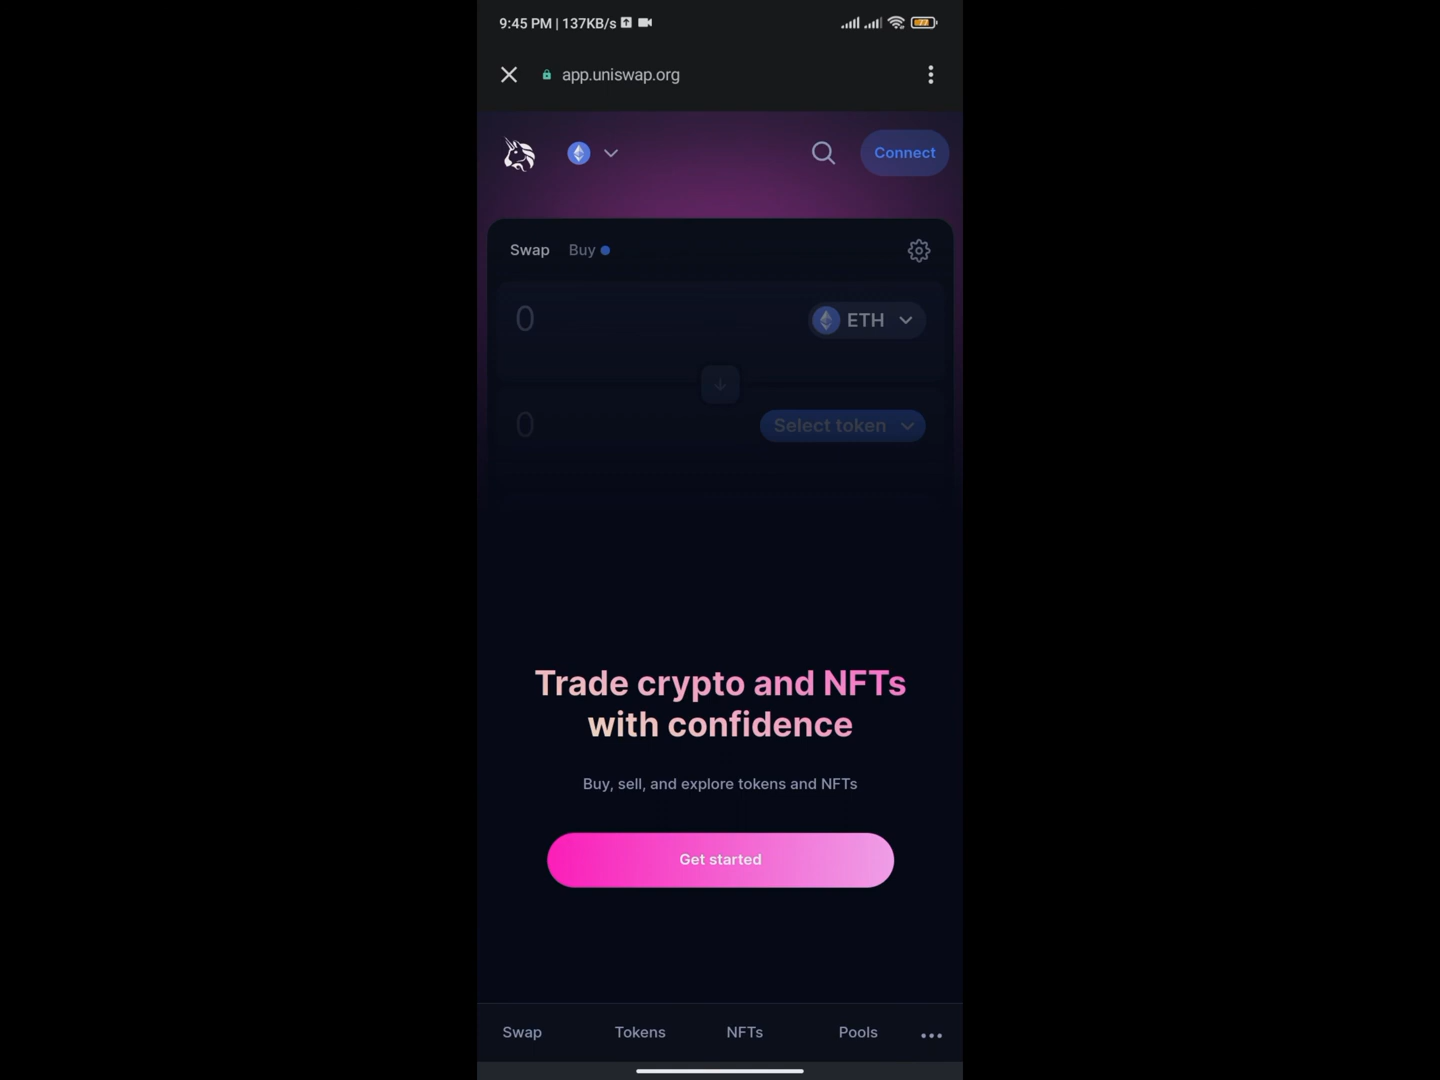 9:45 PM | 137KB/s
77
app.uniswap.org
Connect
Swap Buy
0 ETH
0 Select token
Trade crypto and NFTs
with confidence
Buy, sell, and explore tokens and NFTs
Get started
Swap Tokens NFTs Pools